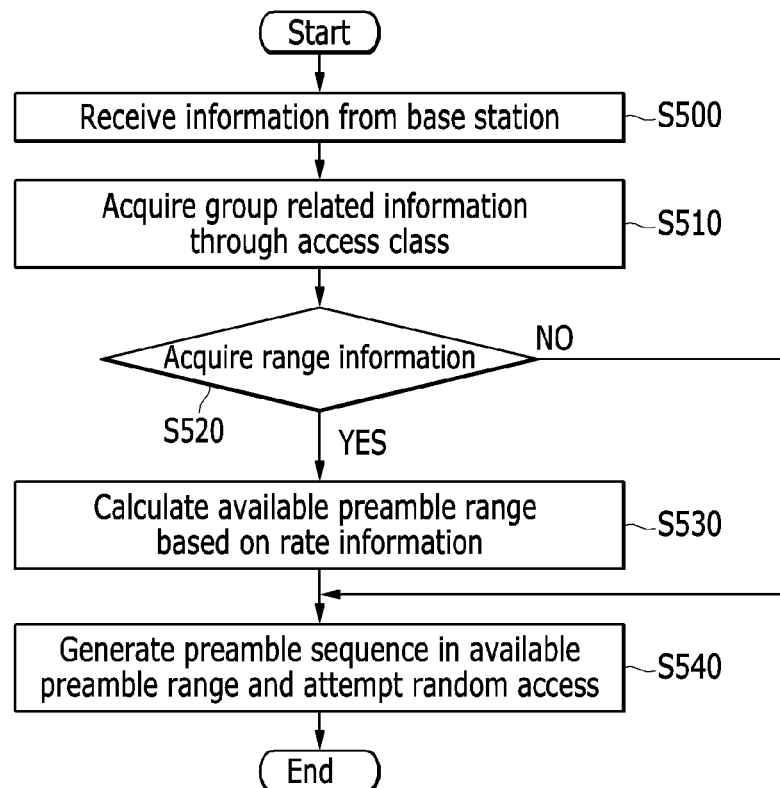 Start
Receive information from base station
S500
Acquire group related information
through access class
S510
Acquire range information
NO
S520
YES
Calculate available preamble range
based on rate information
S530
Generate preamble sequence in available
preamble range and attempt random access
S540
End